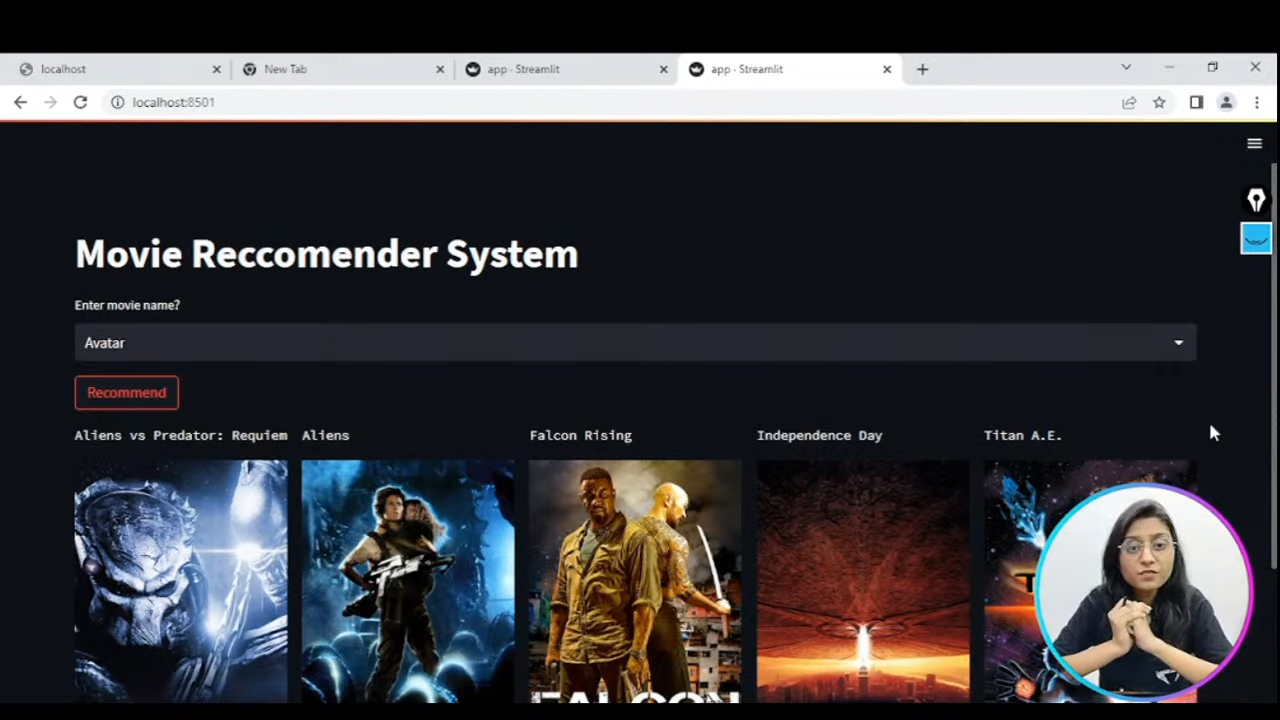 localhost
New Tab
app · Streamlit
app · Streamlit
localhost:8501
Movie Reccomender System
Enter movie name?
Avatar
Recommend
Aliens vs Predator: Requiem
Aliens
Falcon Rising
Independence Day
Titan A.E.
FALCON